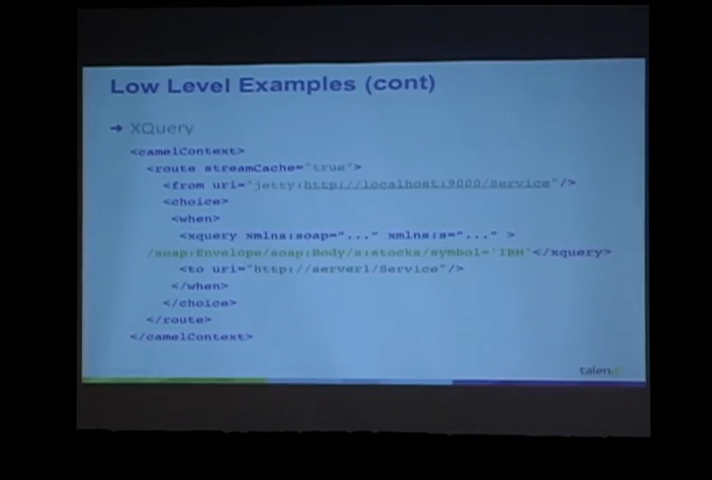 Low Level Examples (cont)
➔ XQuery
<camelContext>
<route streamCache="true">
<from uri="jetty:http://localhost:9000/Service"/>
<choice>
<when>
<xquery xmlns:soap="..." xmlns:s="..." >
/soap:Envelope/soap:Body/s:stocks/symbol='IBM'</xquery>
<to uri="http://server1/Service"/>
</when>
</choice>
</route>
</camelContext>
talend